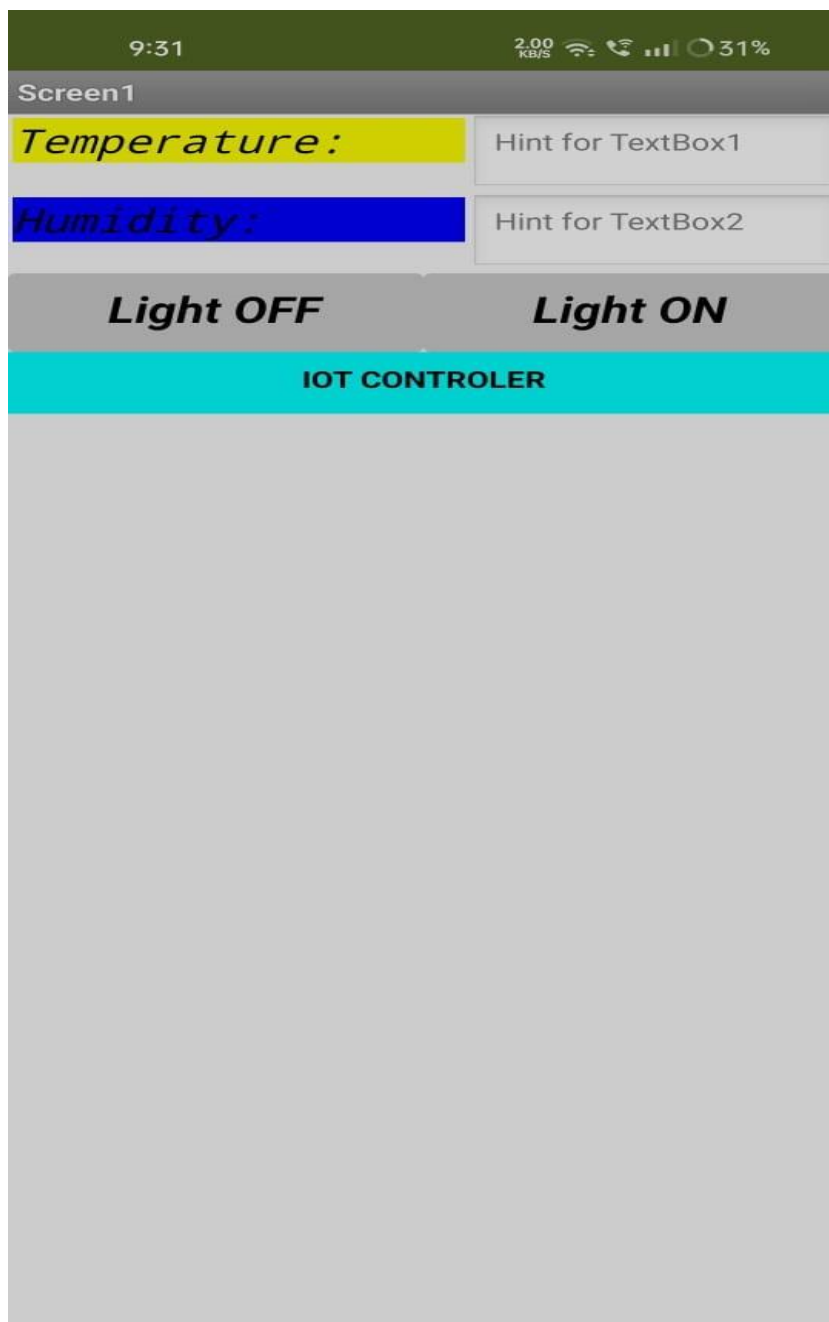 9:31 2.00 KB/S 31%
Screen1
Temperature: Hint for TextBox1
Humidity: Hint for TextBox2
Light OFF Light ON
IOT CONTROLER